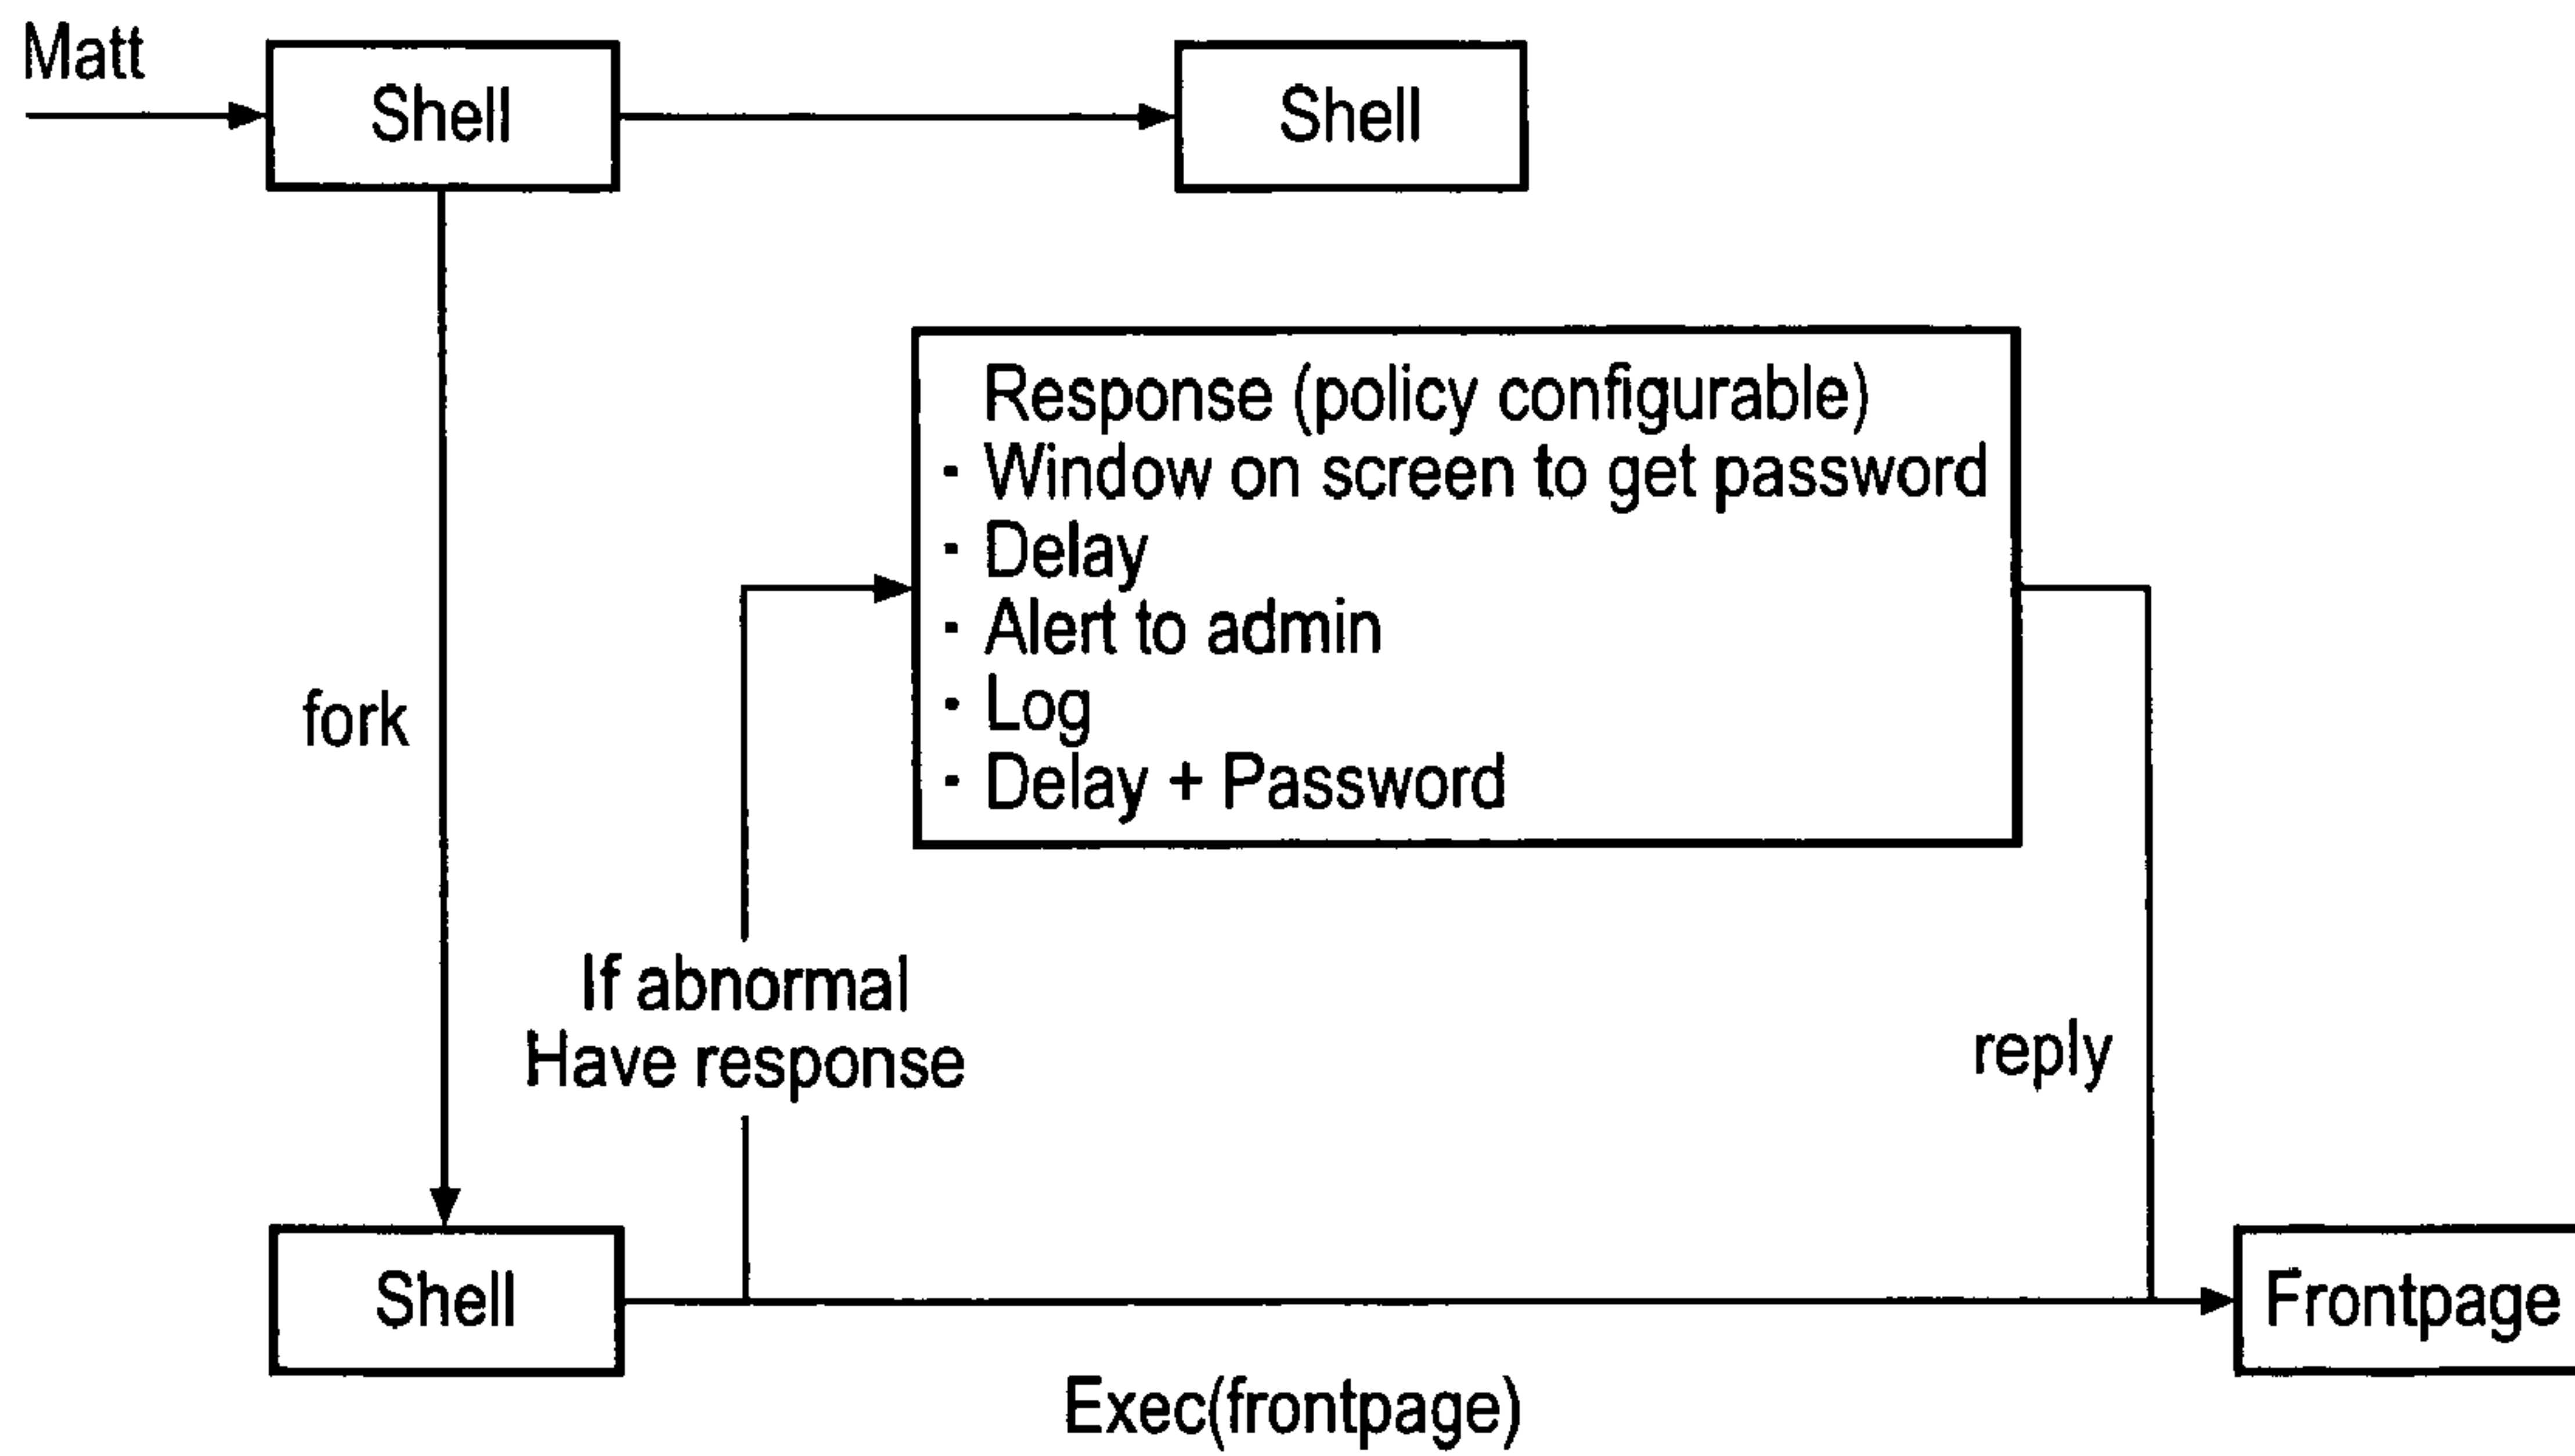 Matt
Shell
Shell
Response (policy configurable)
- Window on screen to get password
- Delay
- Alert to admin
- Log
- Delay + Password
fork
If abnormal
Have response
reply
Shell
Frontpage
Exec(frontpage)